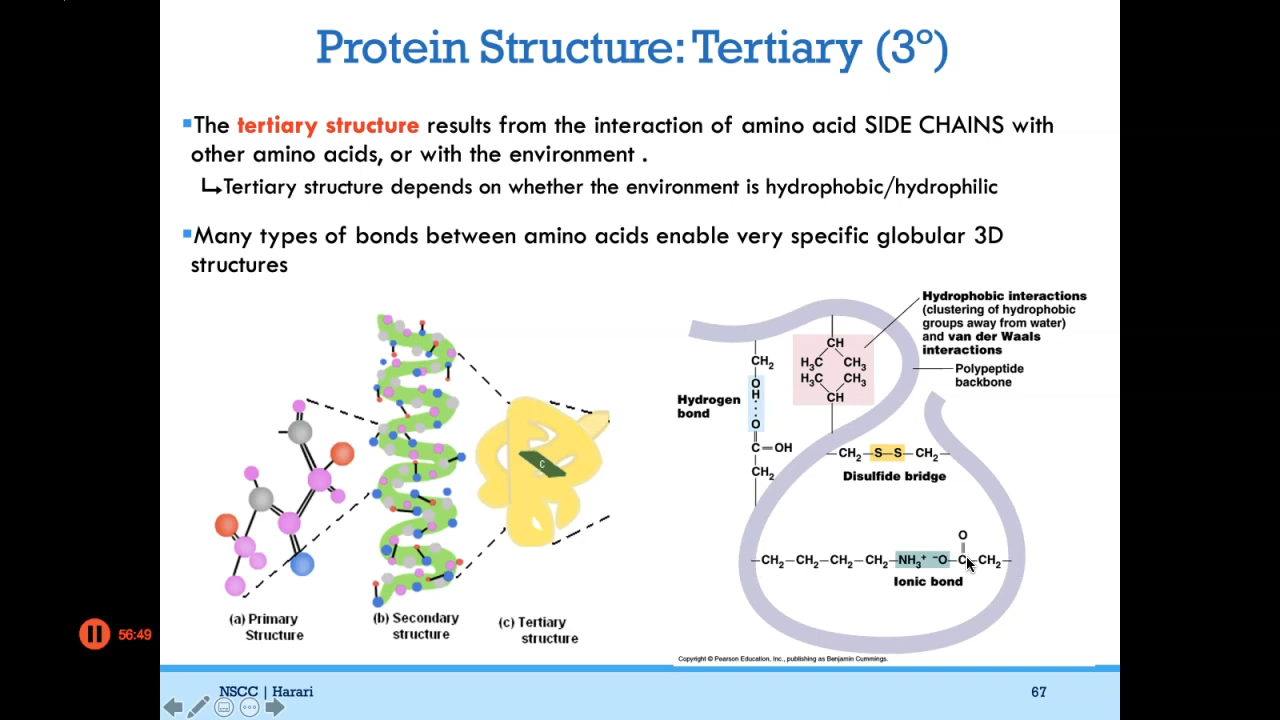 Protein Structure: Tertiary (3°)
▪The tertiary structure results from the interaction of amino acid SIDE CHAINS with
other amino acids, or with the environment .
↳Tertiary structure depends on whether the environment is hydrophobic/hydrophilic
▪Many types of bonds between amino acids enable very specific globular 3D
structures
(a) Primary
Structure
(b) Secondary
structure
C
(c) Tertiary
structure
Hydrophobic interactions
(clustering of hydrophobic
groups away from water)
and van der Waals
interactions
Polypeptide
backbone
Hydrogen
bond
CH₂
OH
O
C=OH
CH₂
CH
H₃C CH₃
H₃C CH₃
CH
CH₂—S—S—CH₂
Disulfide bridge
O
—CH₂—CH₂—CH₂—CH₂—NH₃⁺ ⁻O—C—CH₂—
Ionic bond
Copyright © Pearson Education, Inc., publishing as Benjamin Cummings.
56:49
NSCC | Harari
67